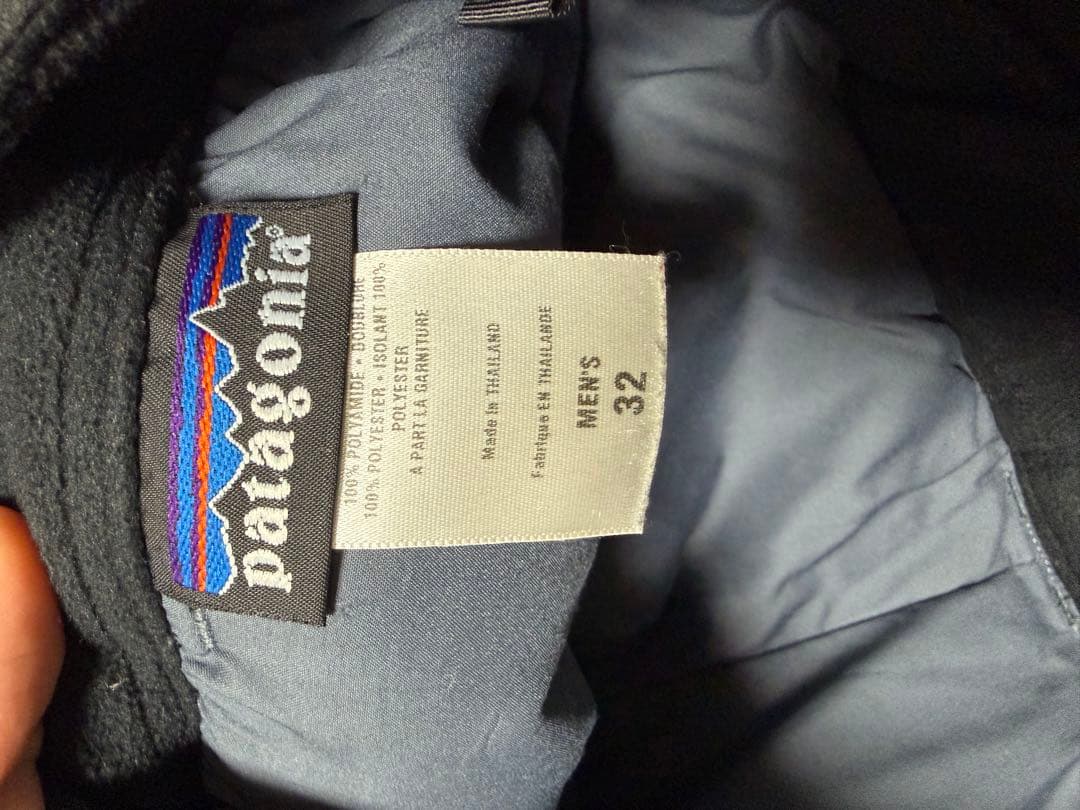 patagonia®
100% POLYAMIDE • DOUBLURE
100% POLYESTER • ISOLANT 100%
POLYESTER
A PART LA GARNITURE
Made in THAILAND
Fabriqué EN THAILANDE
MEN'S
32